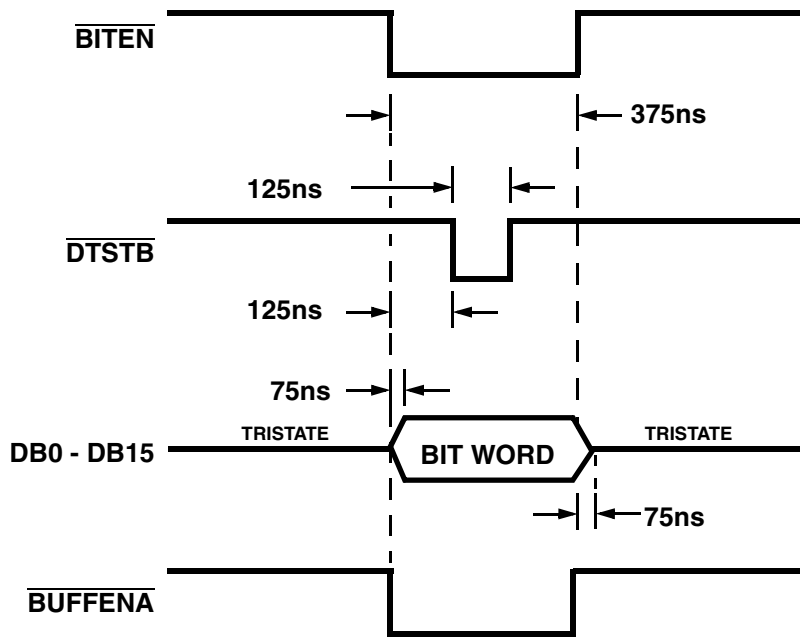 BITEN
375ns
125ns
DTSTB
125ns
75ns
TRISTATE
TRISTATE
DB0 - DB15
BIT WORD
75ns
BUFFENA